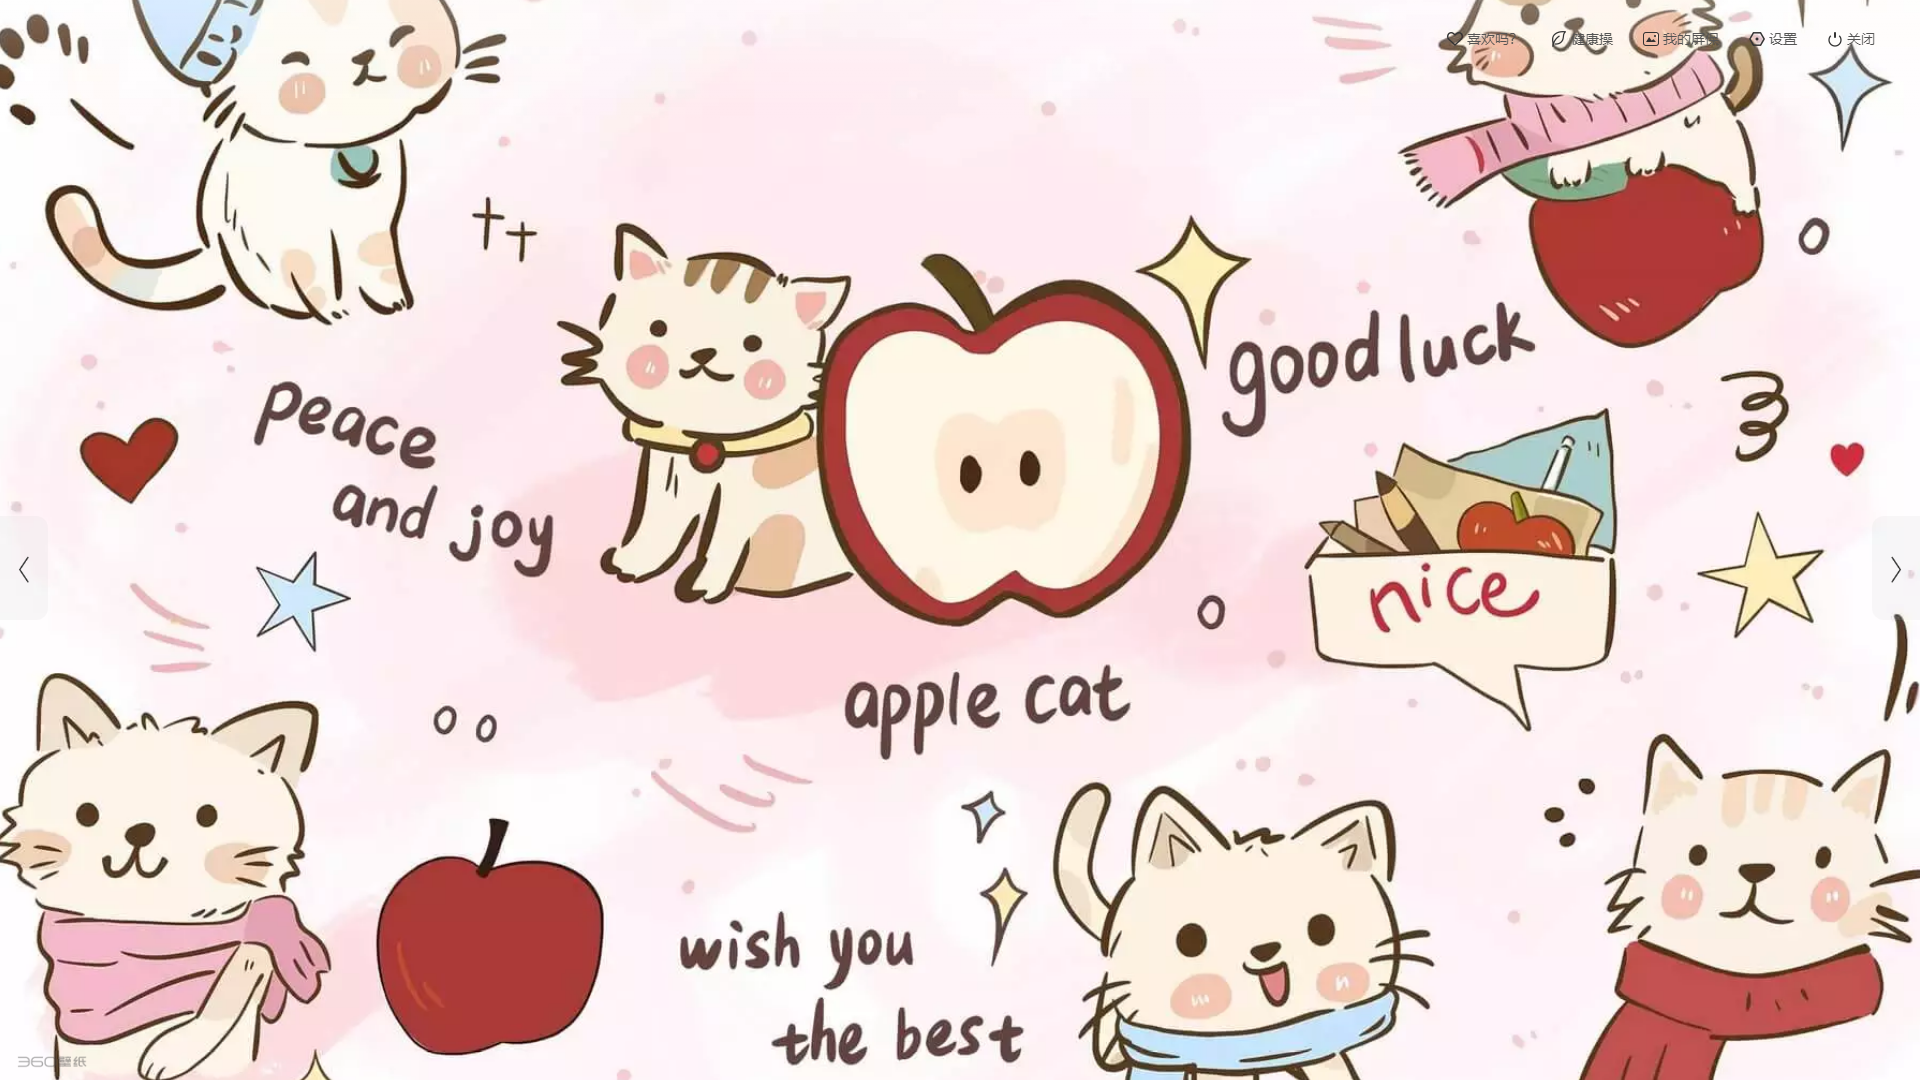 喜欢吗？ 健康操 我的屏保 设置 关闭
good luck
peace
and joy
nice
apple cat
wish you
the best
360壁纸